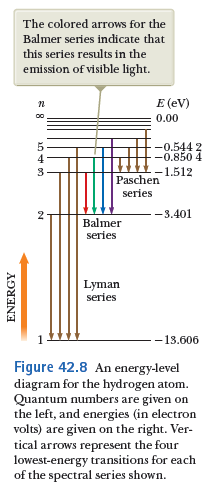 The colored arrows for the
Balmer series indicate that
this series results in the
emission of visible light.
n E (eV)
∞ 0.00
5 −0.544 2
4 −0.850 4
3 −1.512
Paschen
series
2 −3.401
Balmer
series
ENERGY
Lyman
series
1 −13.606
Figure 42.8 An energy-level
diagram for the hydrogen atom.
Quantum numbers are given on
the left, and energies (in electron
volts) are given on the right. Ver-
tical arrows represent the four
lowest-energy transitions for each
of the spectral series shown.